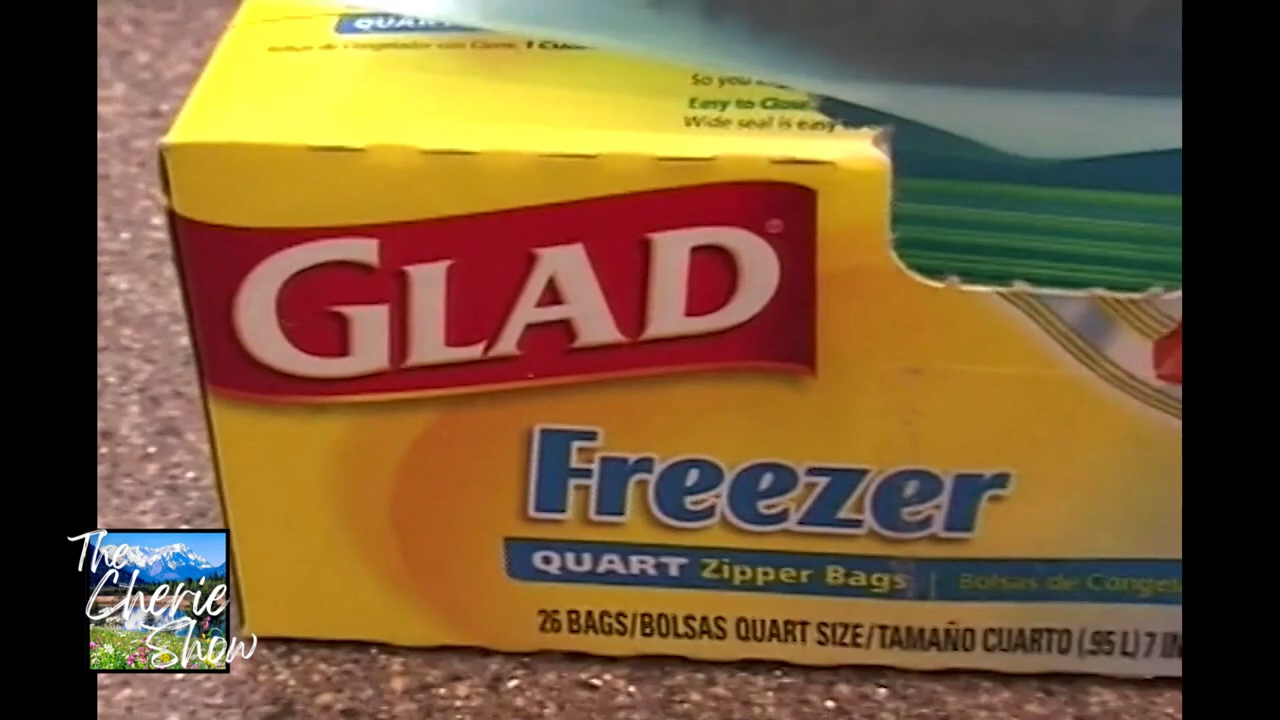 QUART
So you
Easy to Close
Wide seal is easy
GLAD®
Freezer
QUART Zipper Bags | Bolsas de Congel
26 BAGS/BOLSAS QUART SIZE/TAMAÑO CUARTO (.95 L) 7 IN
The
Cherie
Show